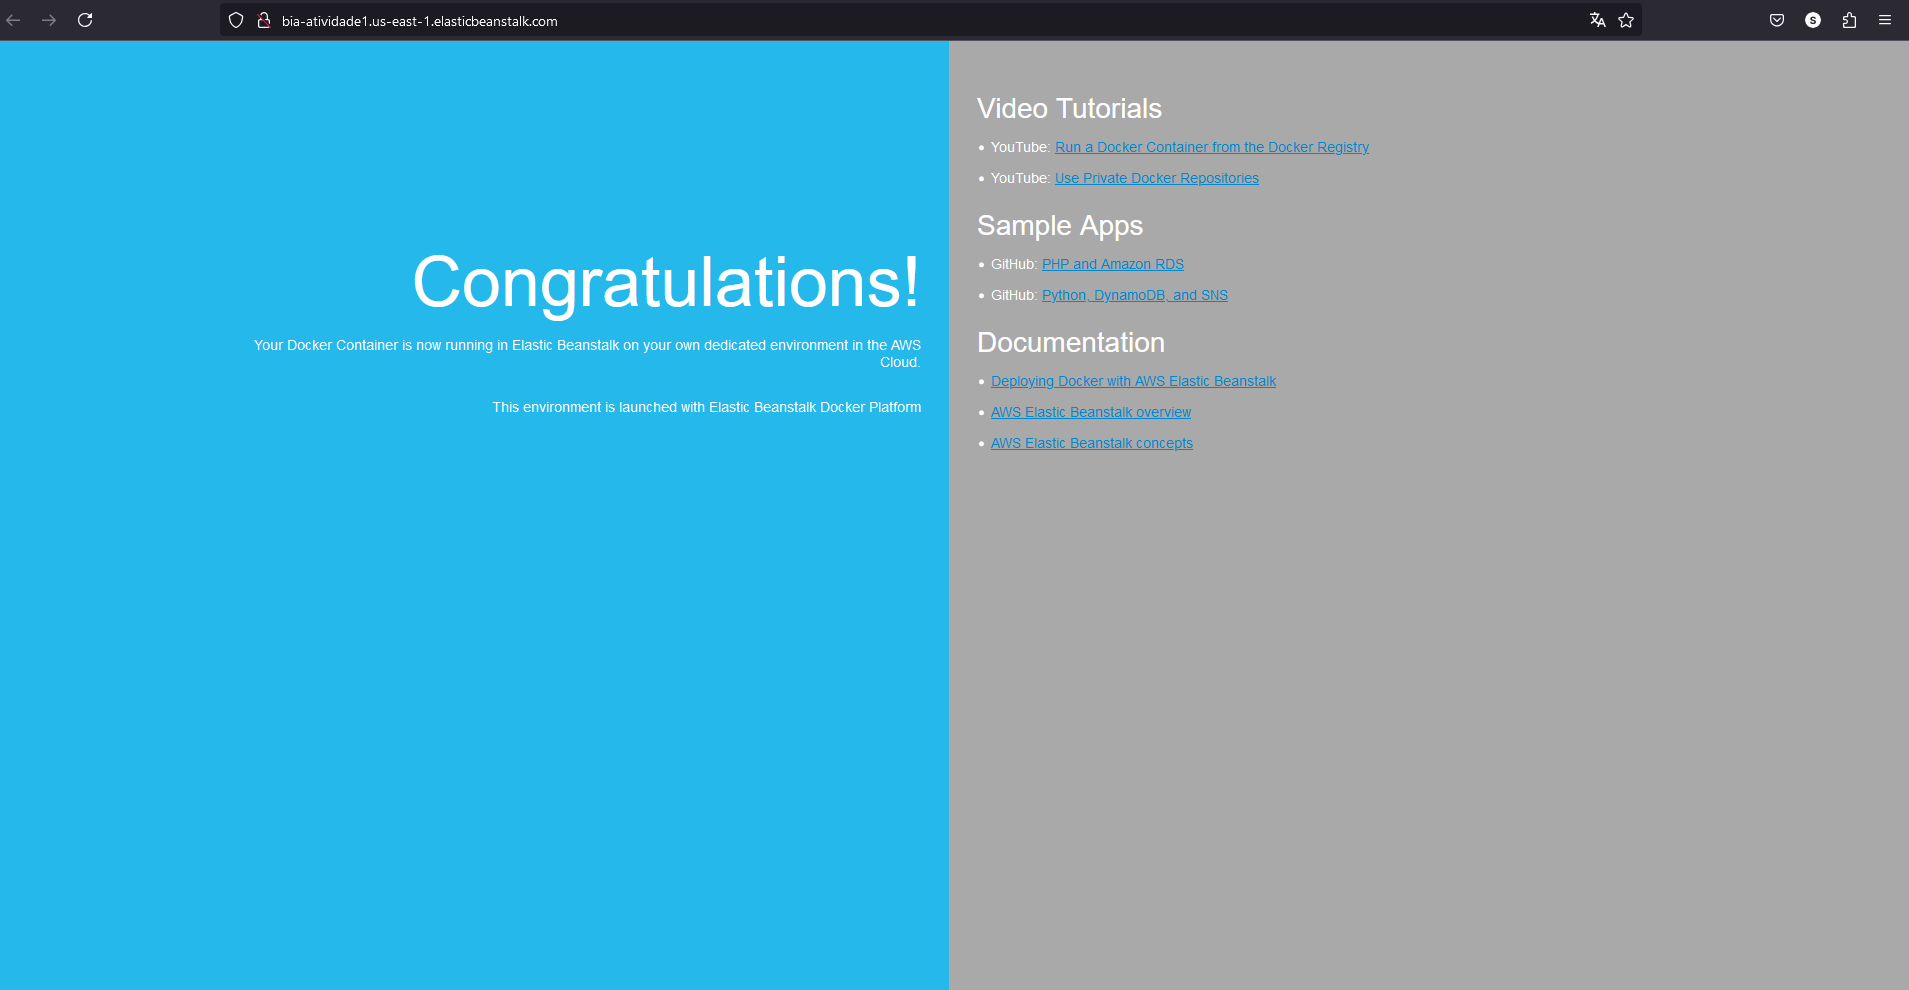 bia-atividade1.us-east-1.elasticbeanstalk.com
S
Congratulations!
Your Docker Container is now running in Elastic Beanstalk on your own dedicated environment in the AWS
Cloud.
This environment is launched with Elastic Beanstalk Docker Platform
Video Tutorials
• YouTube: Run a Docker Container from the Docker Registry
• YouTube: Use Private Docker Repositories
Sample Apps
• GitHub: PHP and Amazon RDS
• GitHub: Python, DynamoDB, and SNS
Documentation
• Deploying Docker with AWS Elastic Beanstalk
• AWS Elastic Beanstalk overview
• AWS Elastic Beanstalk concepts